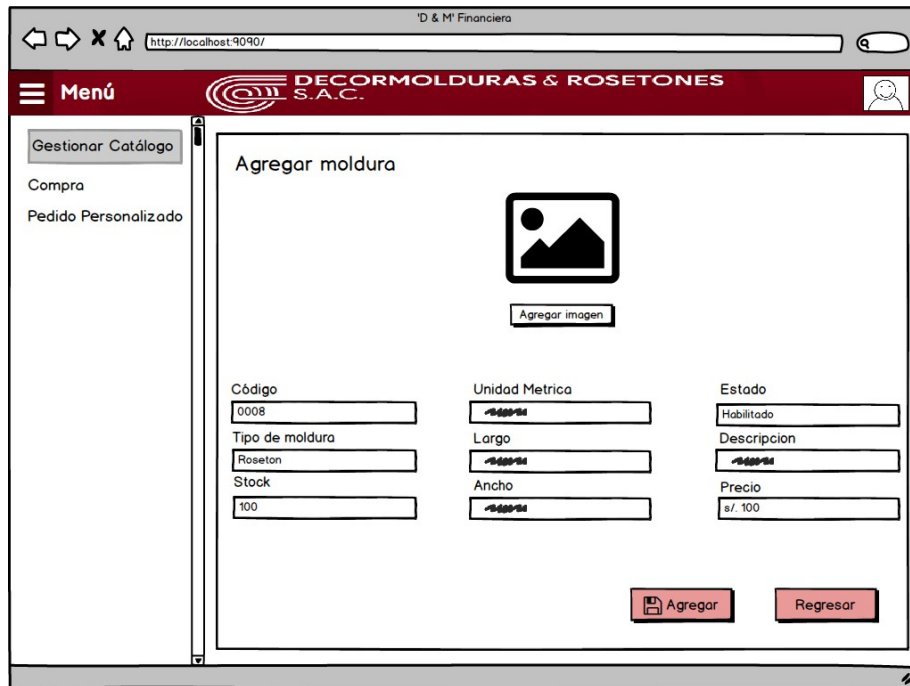 'D & M' Financiera
http://localhost:9090/
Menú
DECORMOLDURAS & ROSETONES
S.A.C.
Gestionar Catálogo
Compra
Pedido Personalizado
Agregar moldura
Agregar imagen
Código
Unidad Metrica
Estado
0008
Habilitado
Tipo de moldura
Largo
Descripcion
Roseton
Stock
Ancho
Precio
100
s/. 100
Agregar
Regresar